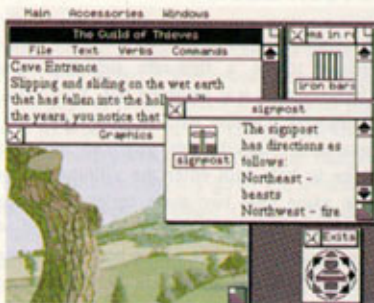 Main Accessories Windows
The Guild of Thieves
File Text Verbs Commands
Cave Entrance
Slipping and sliding on the wet earth
that has fallen into the
the years, you notice that
ms in r
iron bars
signpost
signpost
The signpost
has directions as
follows:
Northeast -
beasts
Northwest - fire
Graphics
Exits